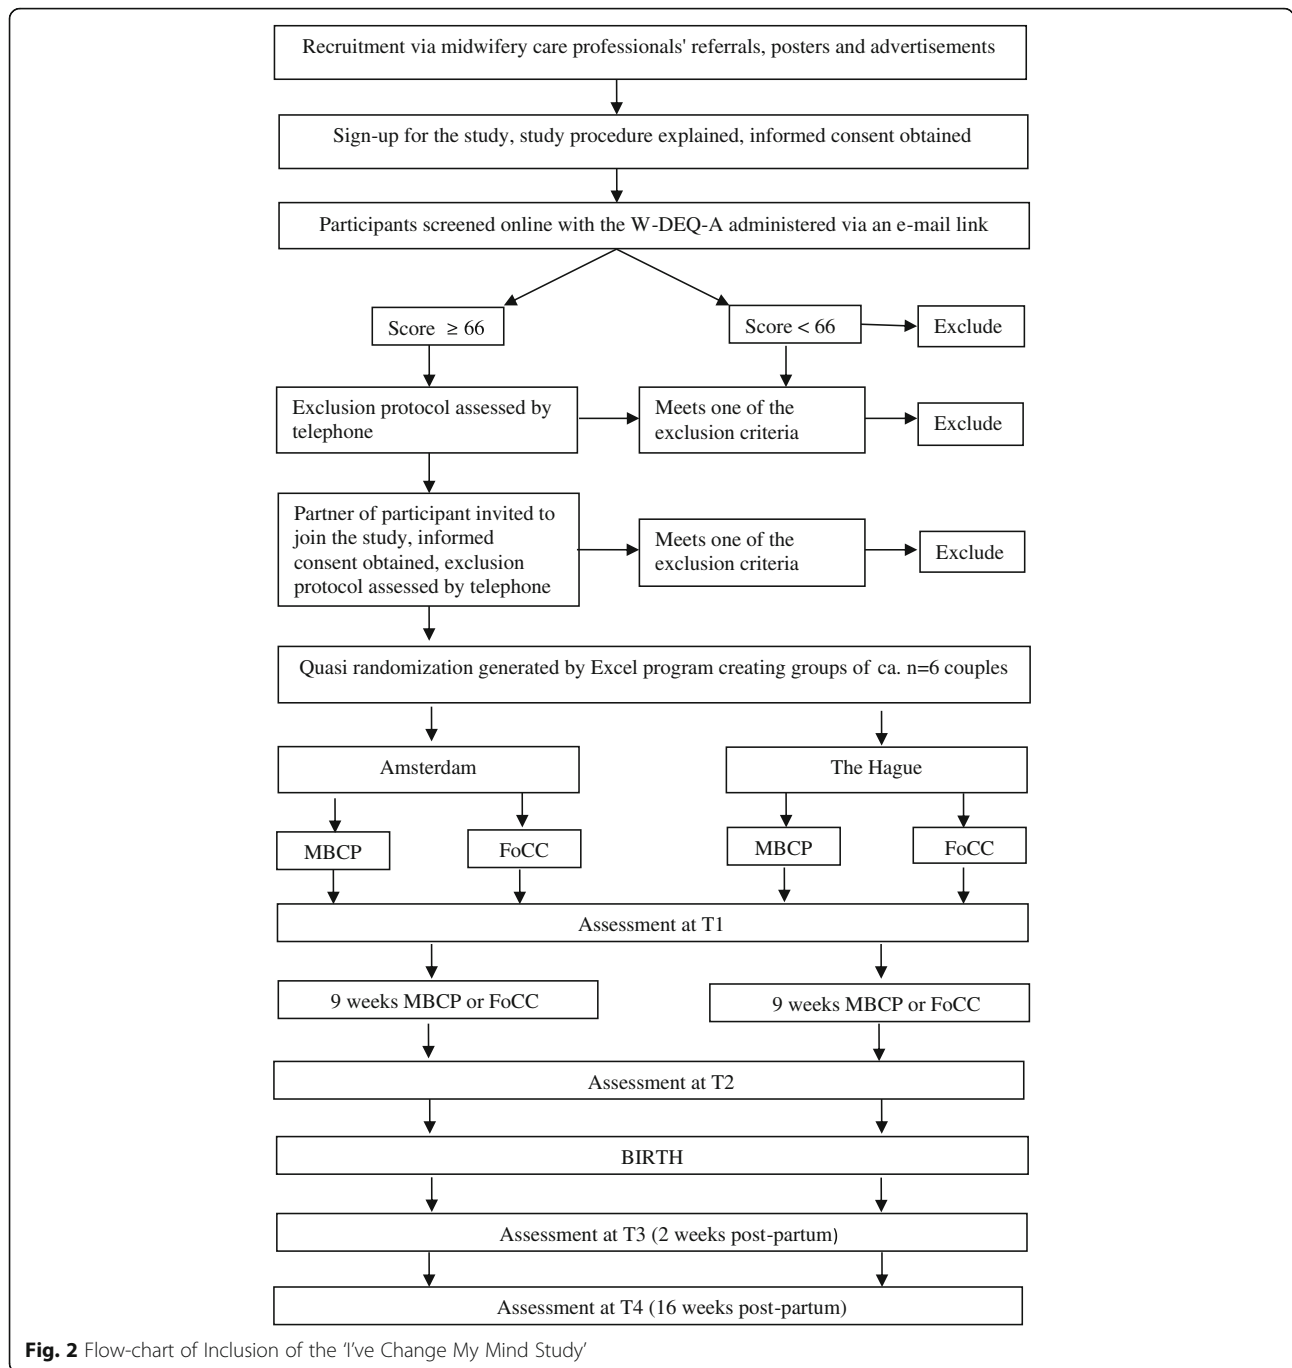 Recruitment via midwifery care professionals' referrals, posters and advertisements
Sign-up for the study, study procedure explained, informed consent obtained
Participants screened online with the W-DEQ-A administered via an e-mail link
Score ≥ 66
Score < 66
Exclude
Exclusion protocol assessed by
telephone
Meets one of the
exclusion criteria
Exclude
Partner of participant invited to
join the study, informed
consent obtained, exclusion
protocol assessed by telephone
Meets one of the
exclusion criteria
Exclude
Quasi randomization generated by Excel program creating groups of ca. n=6 couples
Amsterdam
The Hague
MBCP
FoCC
MBCP
FoCC
Assessment at T1
9 weeks MBCP or FoCC
9 weeks MBCP or FoCC
Assessment at T2
BIRTH
Assessment at T3 (2 weeks post-partum)
Assessment at T4 (16 weeks post-partum)
Fig. 2 Flow-chart of Inclusion of the ‘I’ve Change My Mind Study’